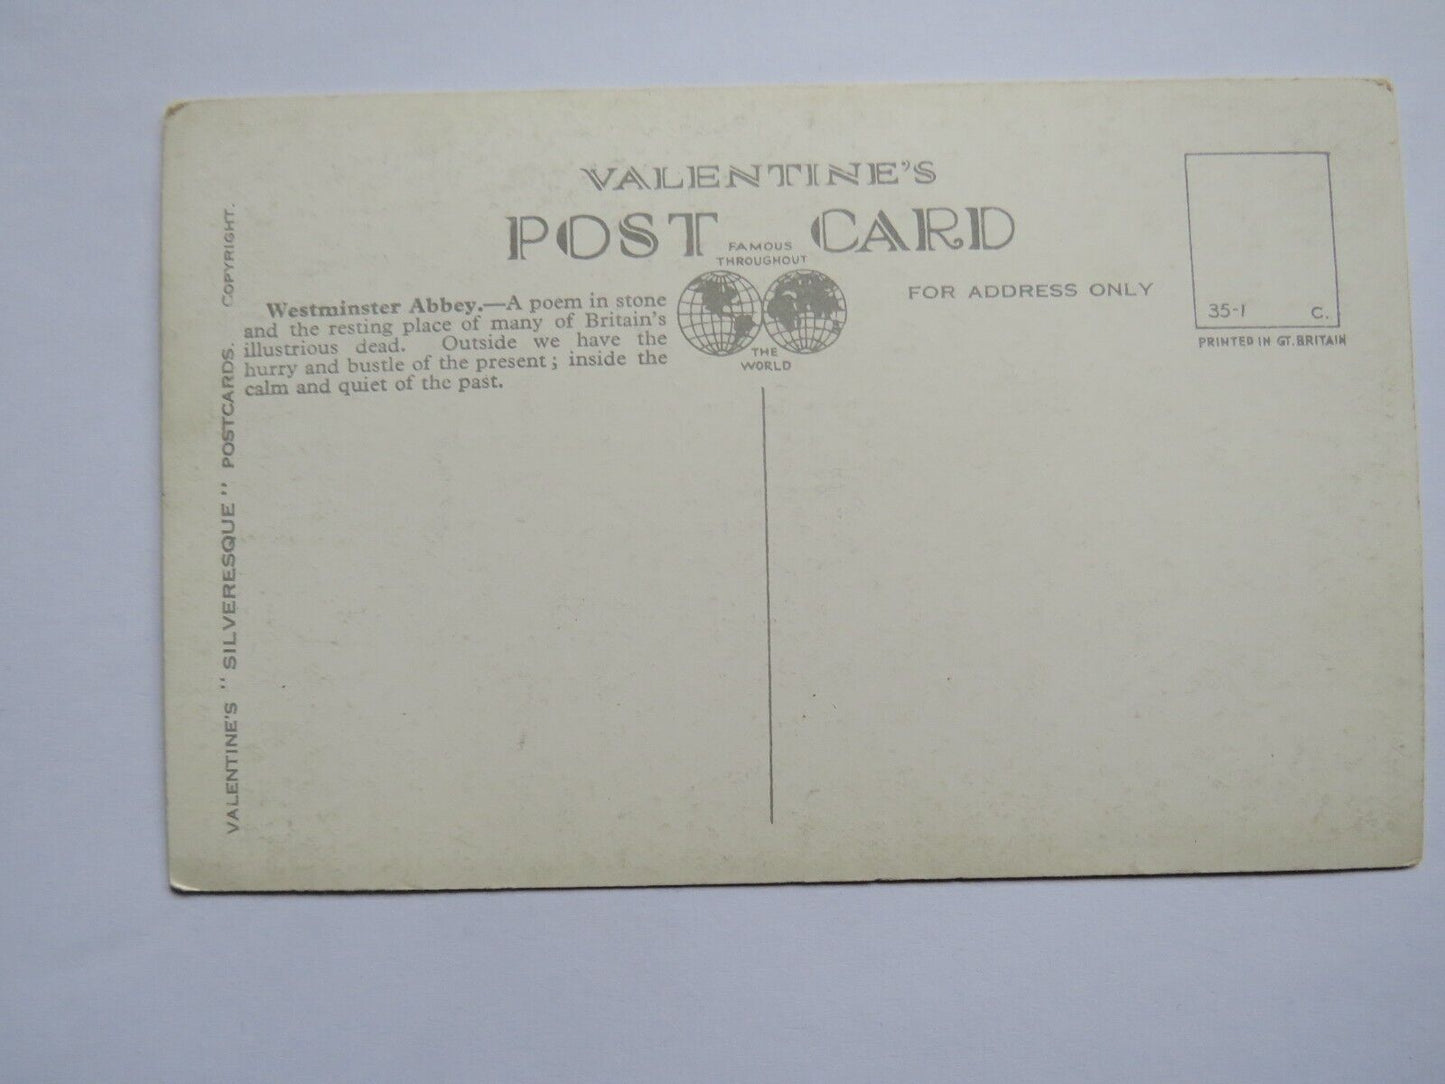 VALENTINE'S
POST CARD
FAMOUS
THROUGHOUT
THE
WORLD
FOR ADDRESS ONLY
35-1 C.
PRINTED IN GT. BRITAIN
Westminster Abbey.—A poem in stone
and the resting place of many of Britain's
illustrious dead. Outside we have the
hurry and bustle of the present; inside the
calm and quiet of the past.
VALENTINE'S "SILVERESQUE" POSTCARDS. COPYRIGHT.